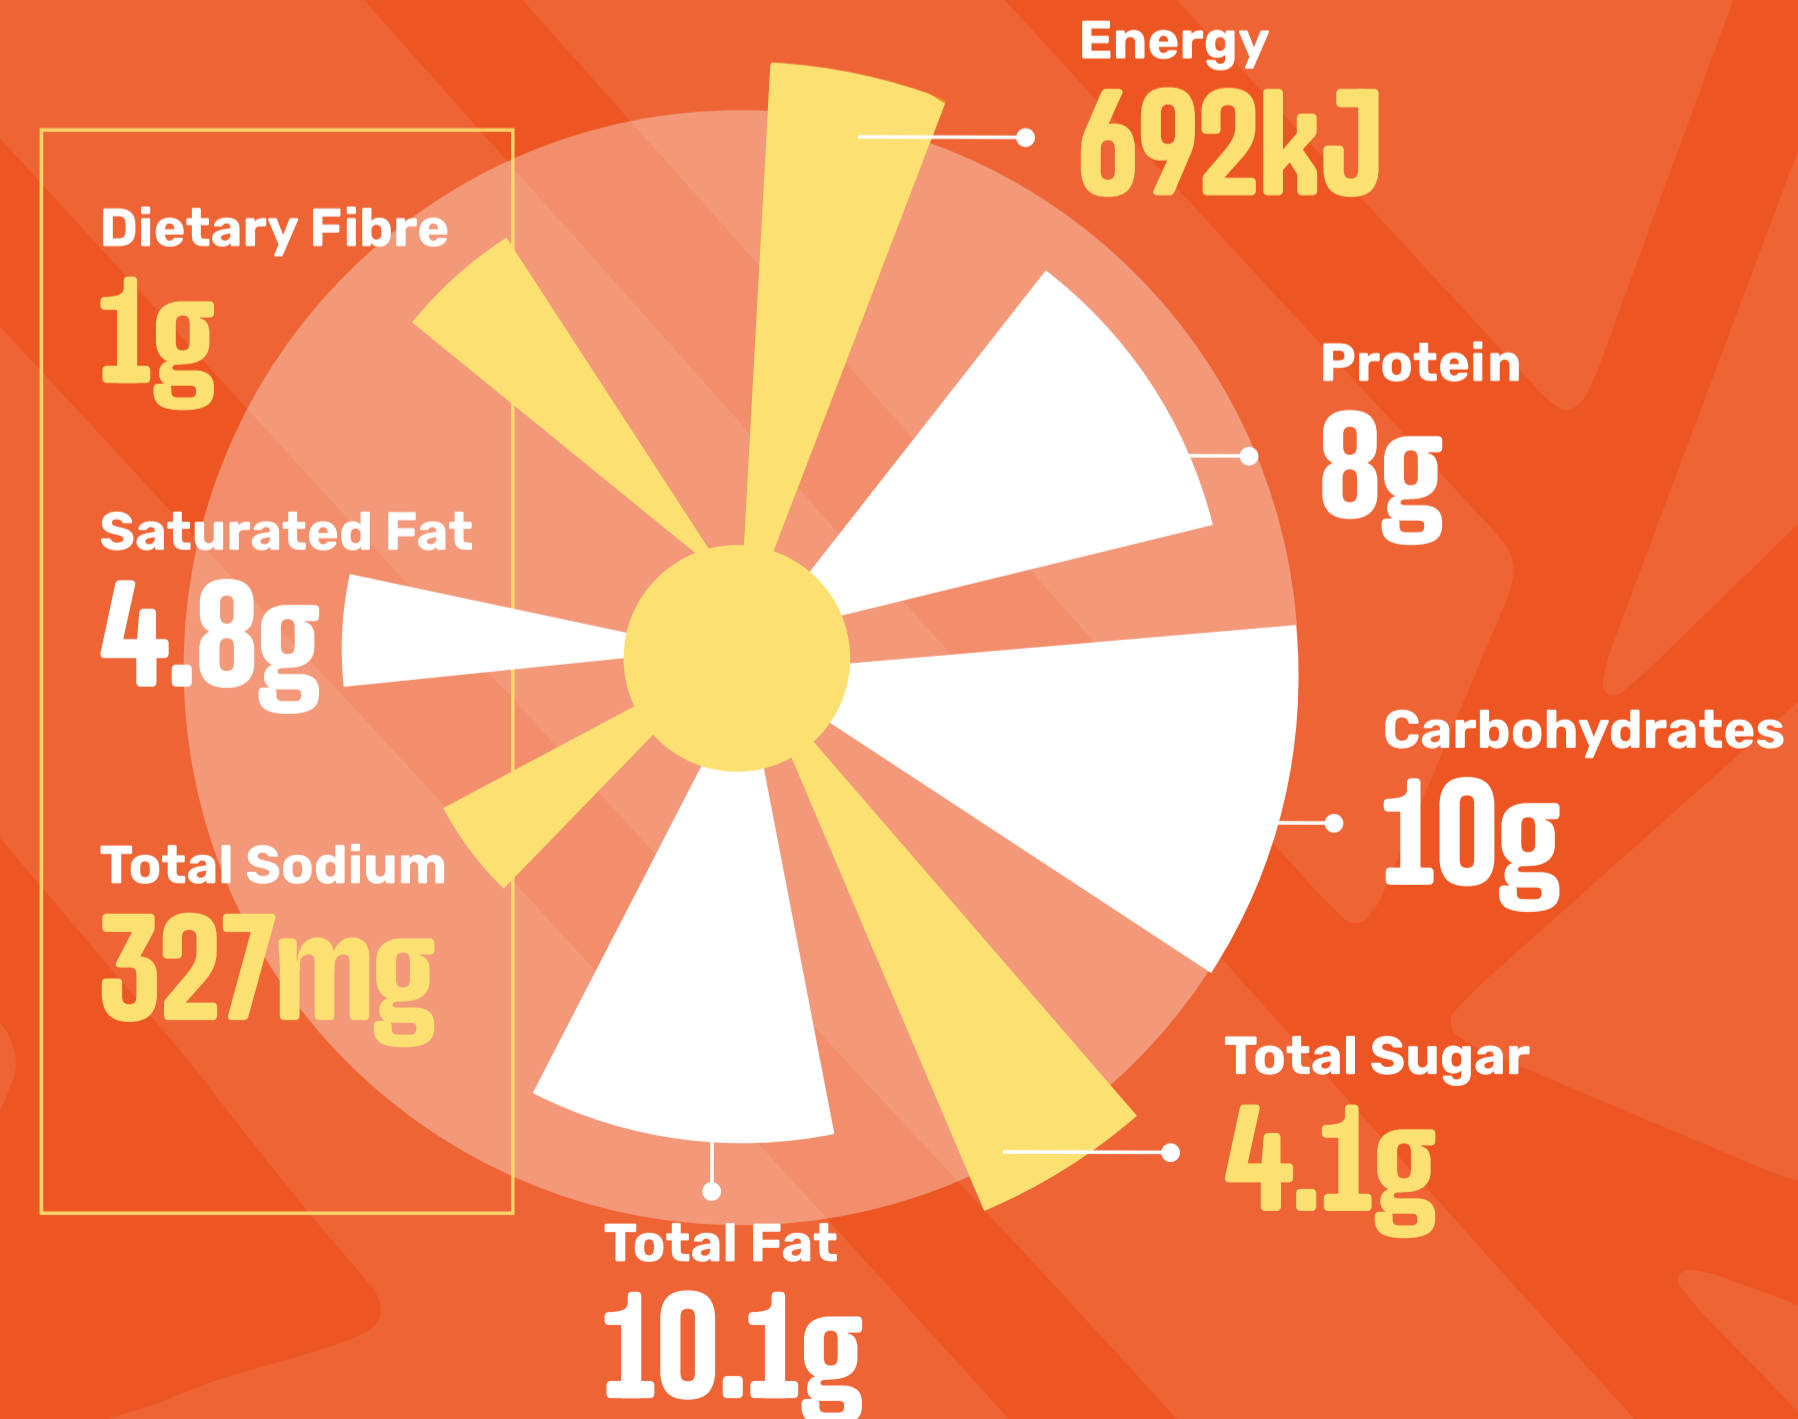 Energy
692kJ
Dietary Fibre
1g
Protein
8g
Saturated Fat
4.8g
Carbohydrates
10g
Total Sodium
327mg
Total Sugar
4.1g
Total Fat
10.1g